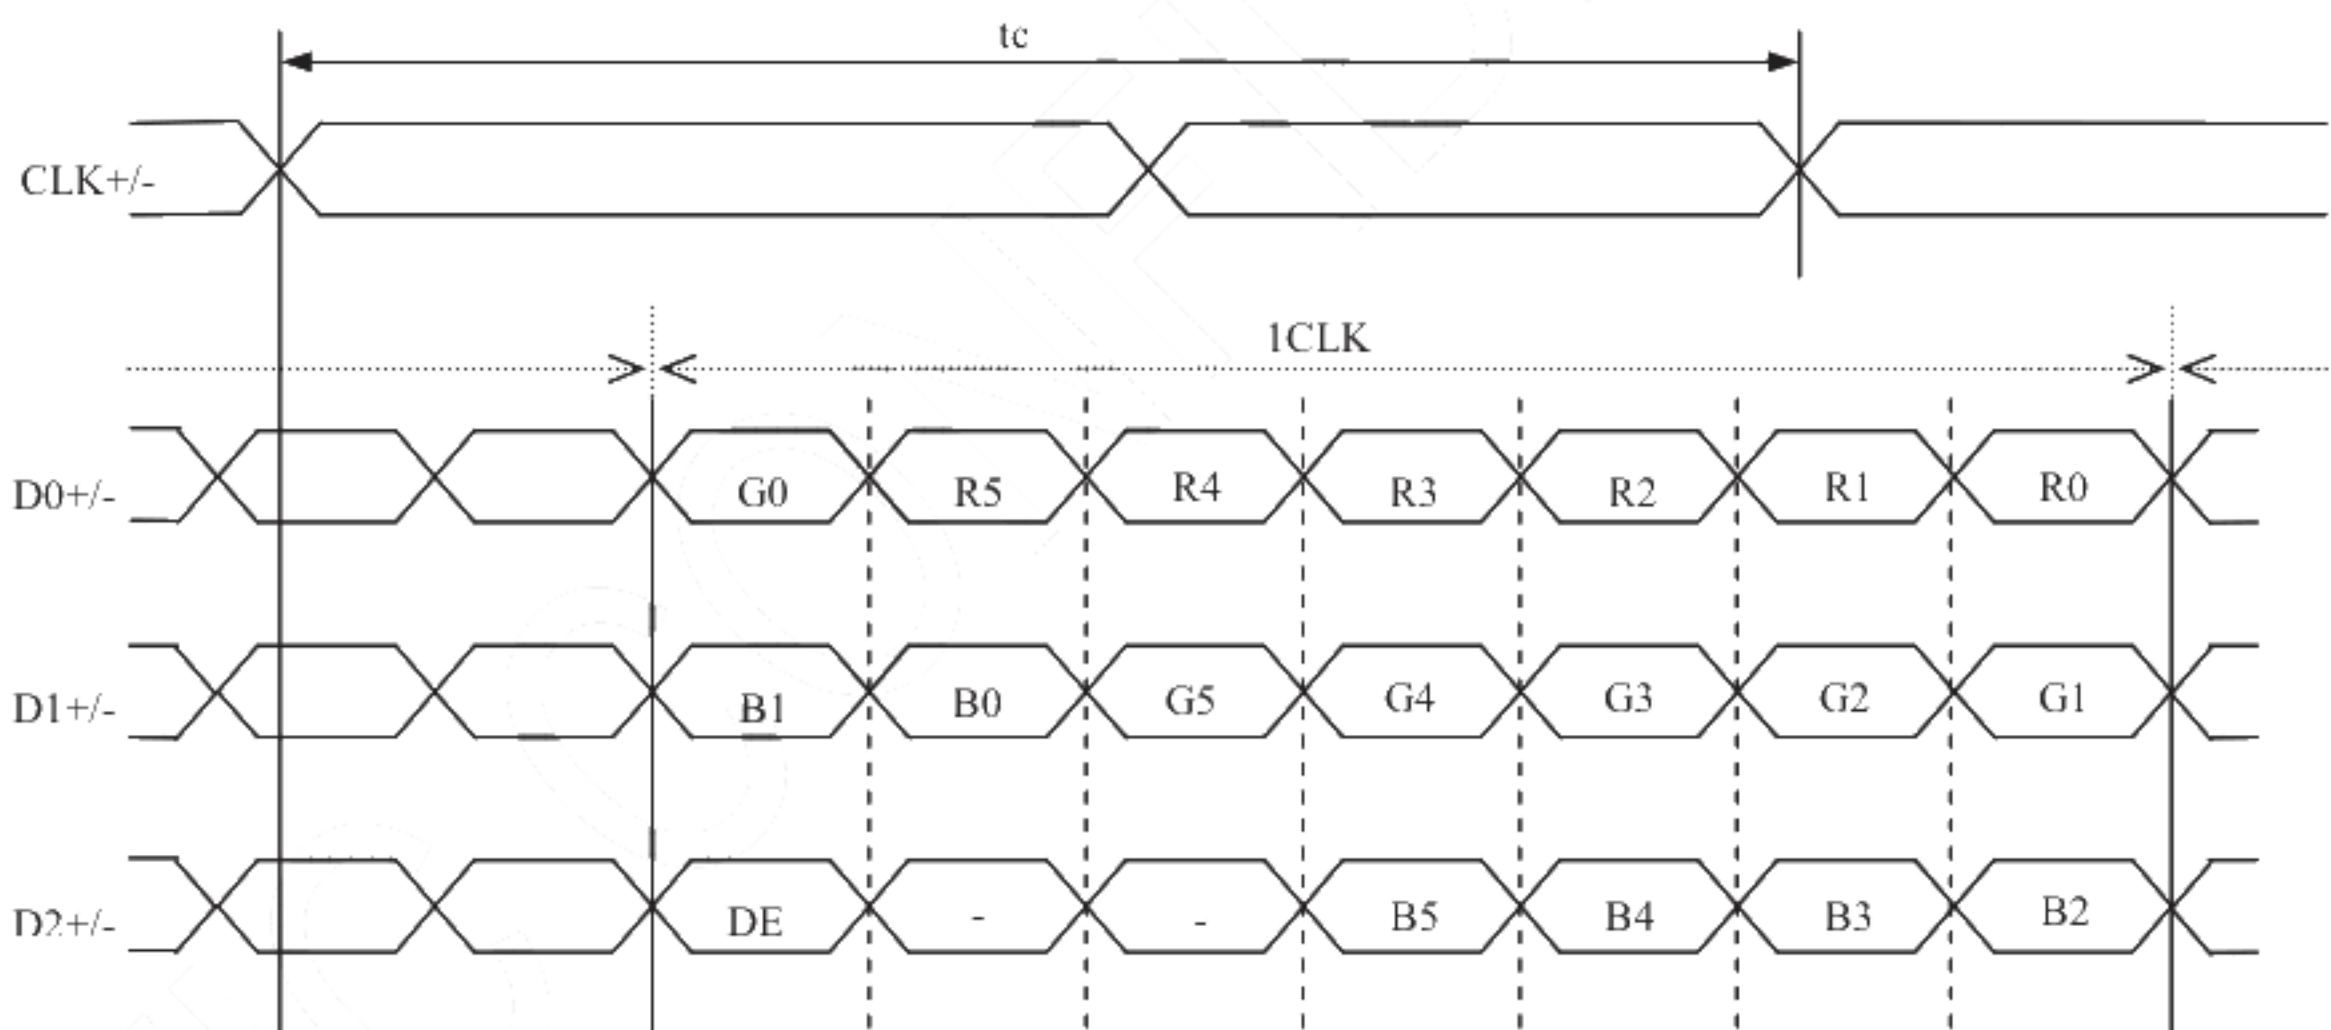 tc
CLK+/-
1CLK
D0+/- G0 R5 R4 R3 R2 R1 R0
D1+/- B1 B0 G5 G4 G3 G2 G1
D2+/- DE - - B5 B4 B3 B2